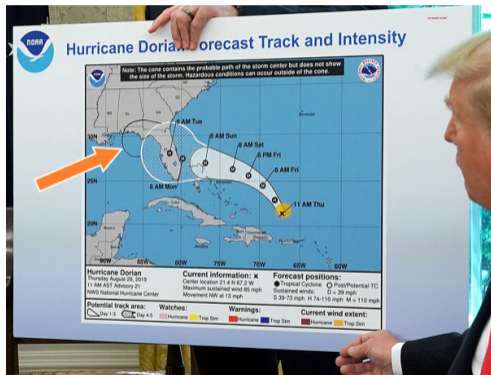 NOAA
Hurricane Dorian Forecast Track and Intensity
Note: The cone contains the probable path of the storm center but does not show
the size of the storm. Hazardous conditions can occur outside of the cone.
8 AM Tue
8 AM Sun
8 AM Sat
8 PM Fri
8 AM Fri
8 AM Mon
11 AM Thu
30N
25N
20N
90W 85W 80W 75W 70W 65W 60W
Hurricane Dorian
Thursday August 29, 2019
11 AM AST Advisory 21
NWS National Hurricane Center
Current information: x
Center location 21.4 N 67.2 W
Maximum sustained wind 85 mph
Movement NW at 13 mph
Forecast positions:
Tropical Cyclone Post/Potential TC
Sustained winds: D < 39 mph
S 39-73 mph H 74-110 mph M > 110 mph
Potential track area:
Day 1-3 Day 4-5
Watches:
Hurricane Trop Stm
Warnings:
Hurricane Trop Stm
Current wind extent:
Hurricane Trop Stm